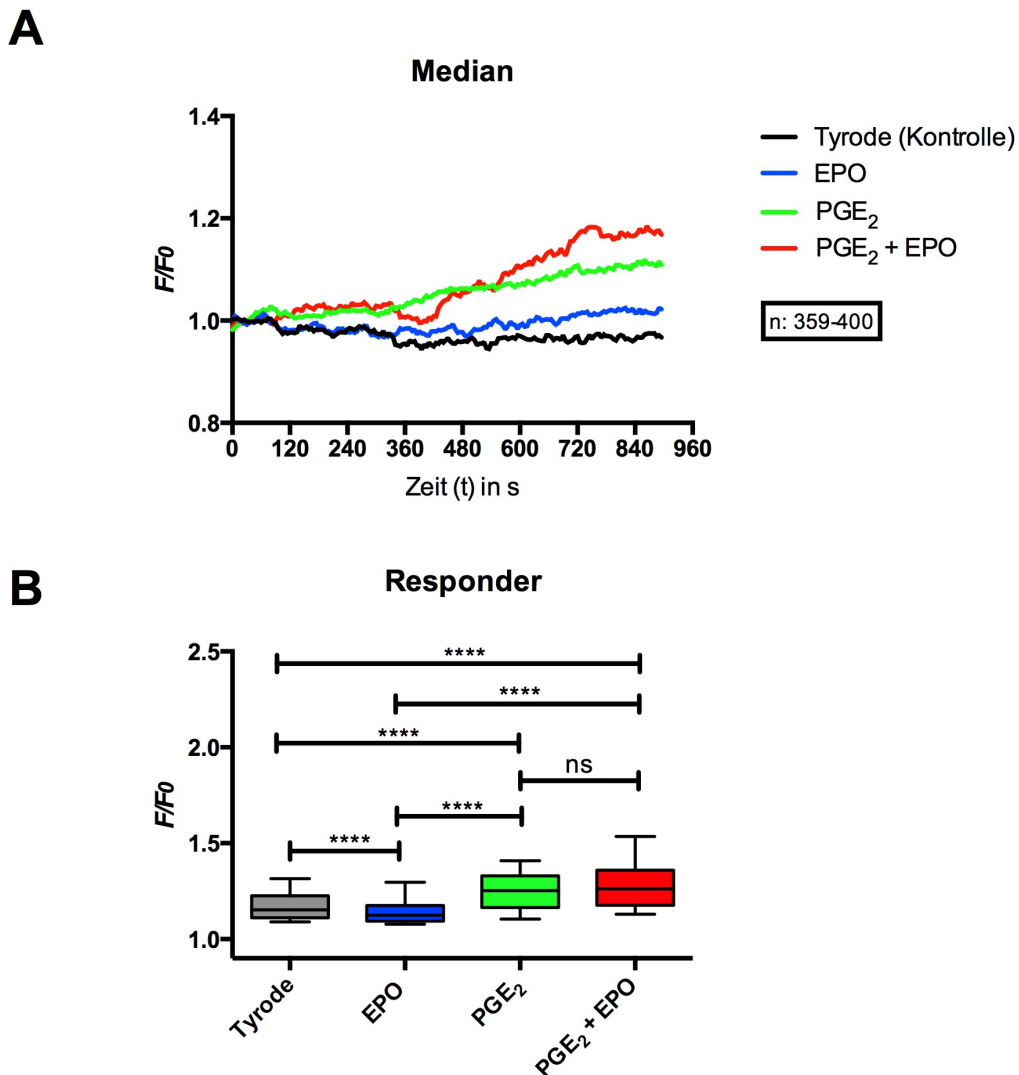 A
Median
1.4
1.2
1.0
0.8
F/F0
0 120 240 360 480 600 720 840 960
Zeit (t) in s
Tyrode (Kontrolle)
EPO
PGE2
PGE2 + EPO
n: 359-400
B
Responder
2.5
2.0
1.5
1.0
F/F0
****
****
****
ns
****
****
Tyrode
EPO
PGE2
PGE2 + EPO